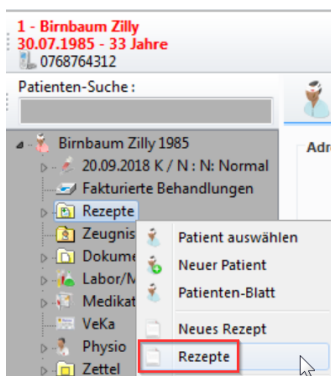 1 - Birnbaum Zilly
30.07.1985 - 33 Jahre
0768764312
Patienten-Suche :
Birnbaum Zilly 1985
20.09.2018 K / N : N: Normal
Fakturierte Behandlungen
Rezepte
Zeugnis
Dokume
Labor/M
Medikat
VeKa
Physio
Zettel
Adr
Patient auswählen
Neuer Patient
Patienten-Blatt
Neues Rezept
Rezepte